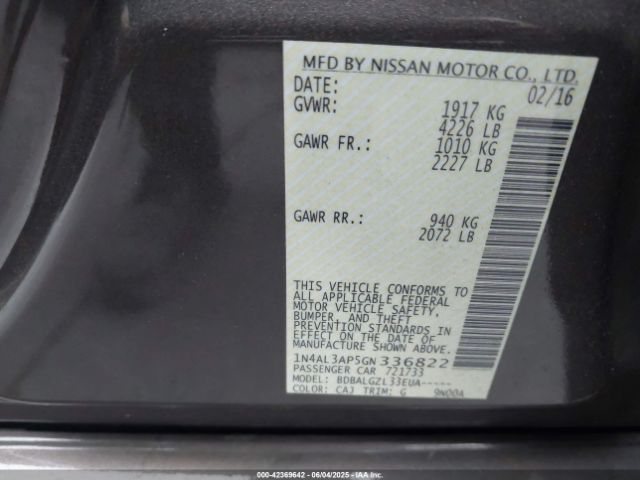 MFD BY NISSAN MOTOR CO., LTD.
DATE: 02/16
GVWR: 1917 KG
4226 LB
GAWR FR.: 1010 KG
2227 LB
GAWR RR.: 940 KG
2072 LB
THIS VEHICLE CONFORMS TO
ALL APPLICABLE FEDERAL
MOTOR VEHICLE SAFETY,
BUMPER, AND THEFT
PREVENTION STANDARDS IN
EFFECT ON THE DATE OF
MANUFACTURE SHOWN ABOVE.
1N4AL3AP5GN336822
PASSENGER CAR 721733
MODEL: BDBALGZL33EUA-----
COLOR: CAJ TRIM: G 9N00A
000-42369642 - 06/04/2025 - IAA Inc.